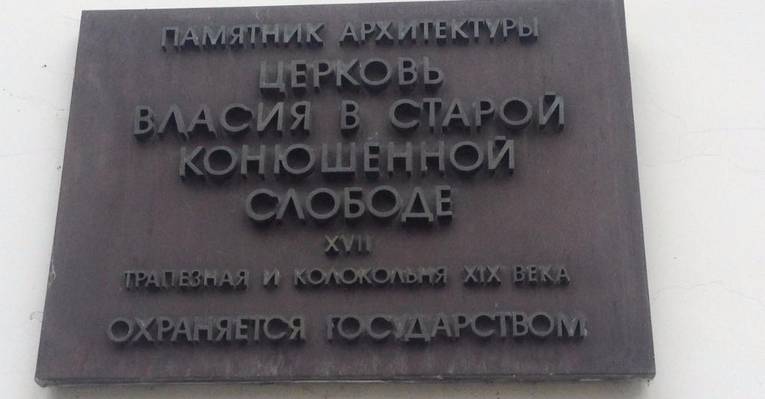 ПАМЯТНИК АРХИТЕКТУРЫ
ЦЕРКОВЬ
ВЛАСИЯ В СТАРОЙ
КОНЮШЕННОЙ
СЛОБОДЕ
XVII
ТРАПЕЗНАЯ И КОЛОКОЛЬНЯ XIX ВЕКА
ОХРАНЯЕТСЯ ГОСУДАРСТВОМ